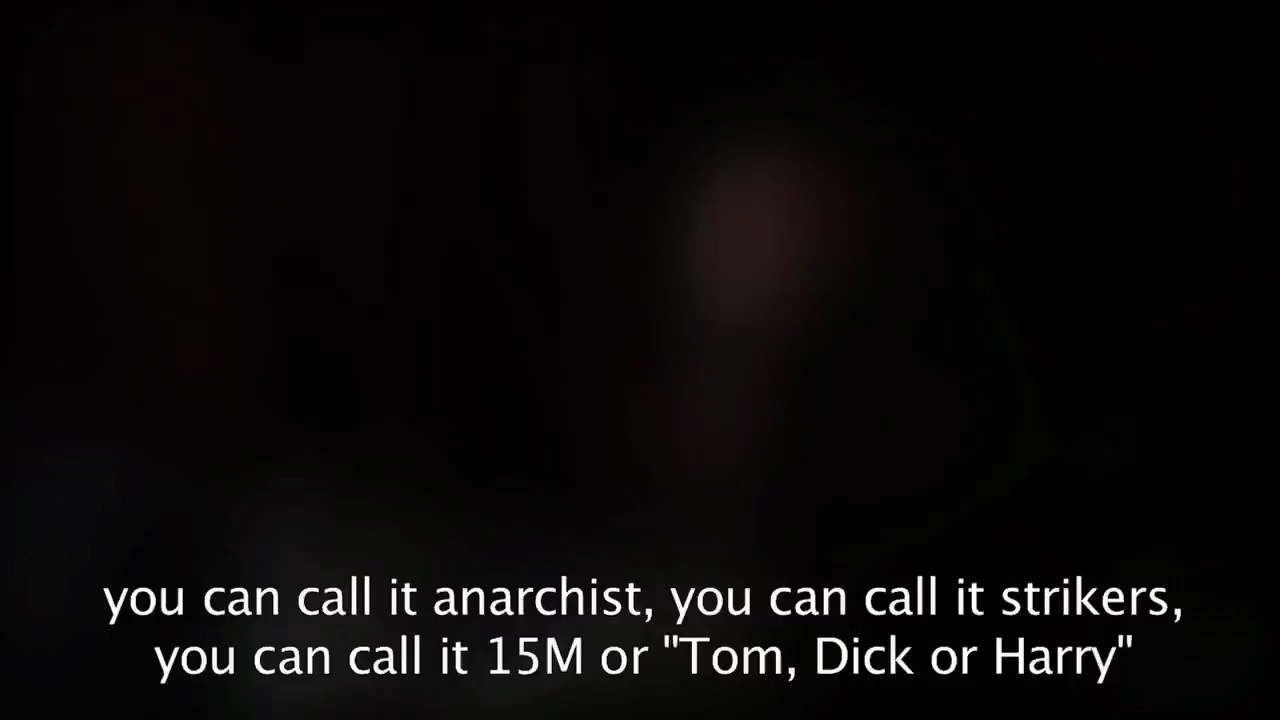 you can call it anarchist, you can call it strikers,
you can call it 15M or "Tom, Dick or Harry"